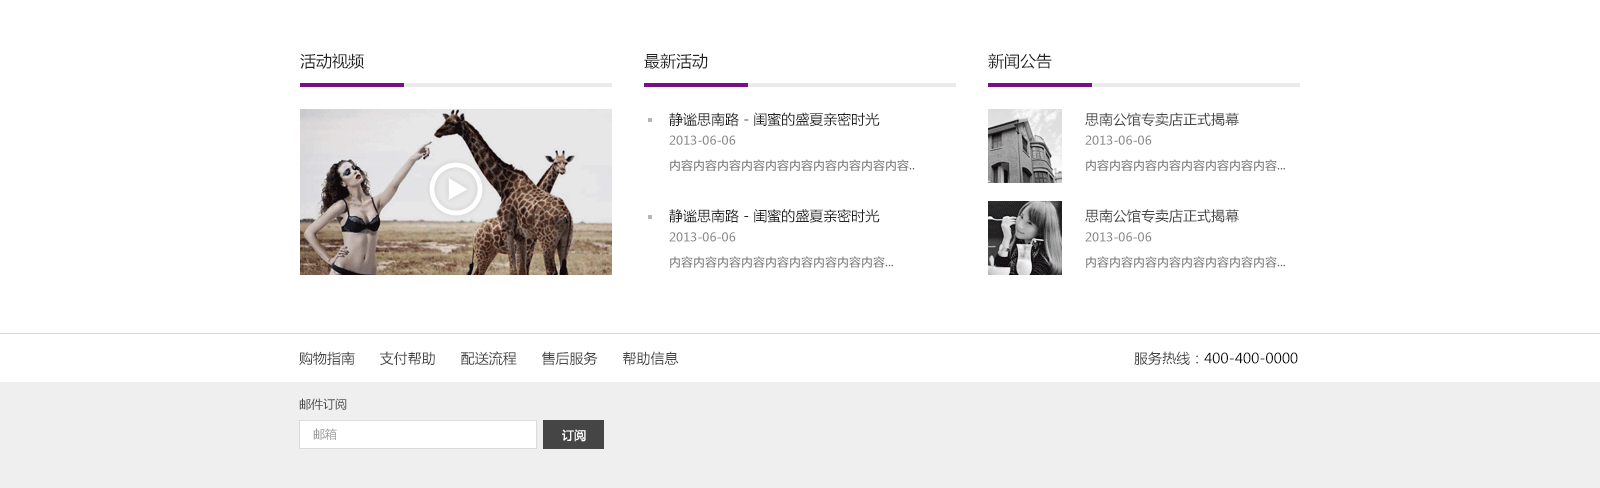 活动视频
最新活动
静谧思南路 - 闺蜜的盛夏亲密时光
2013-06-06
内容内容内容内容内容内容内容内容内容内容..
静谧思南路 - 闺蜜的盛夏亲密时光
2013-06-06
内容内容内容内容内容内容内容内容内容...
新闻公告
思南公馆专卖店正式揭幕
2013-06-06
内容内容内容内容内容内容内容内容...
思南公馆专卖店正式揭幕
2013-06-06
内容内容内容内容内容内容内容内容...
购物指南 支付帮助 配送流程 售后服务 帮助信息 服务热线：400-400-0000
邮件订阅
邮箱 订阅